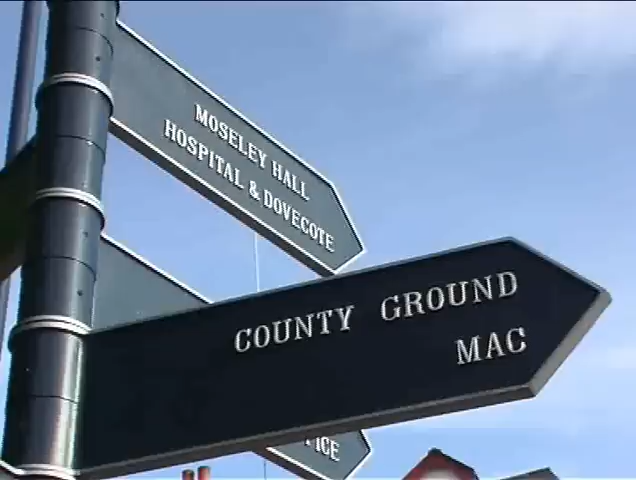 MOSELEY HALL
HOSPITAL & DOVECOTE
COUNTY GROUND
MAC